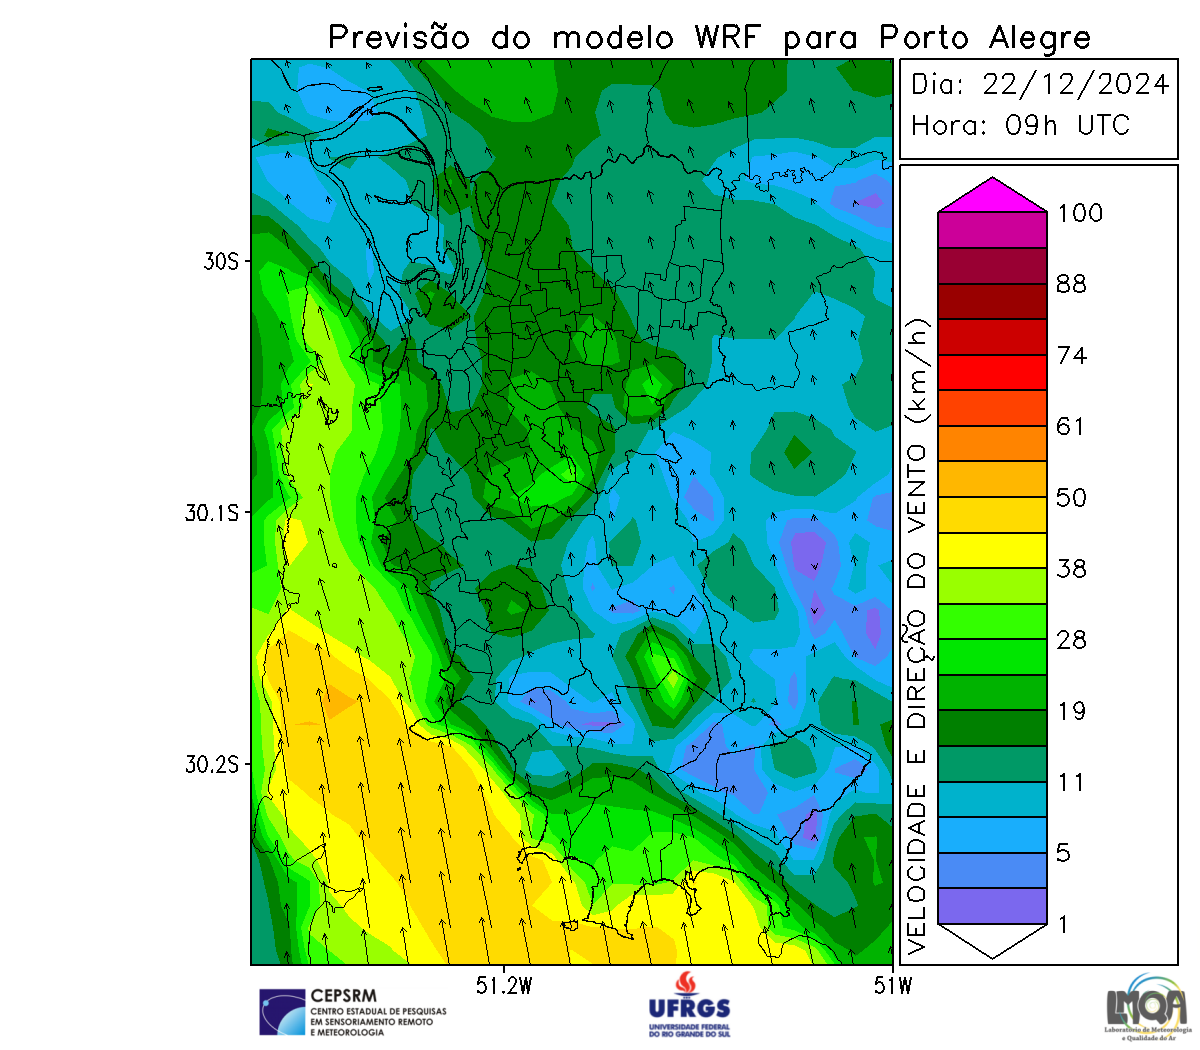 Previsão do modelo WRF para Porto Alegre
Dia: 22/12/2024
Hora: 09h UTC
30S
30.1S
30.2S
51.2W
51W
VELOCIDADE E DIREÇÃO DO VENTO (km/h)
100
88
74
61
50
38
28
19
11
5
1
CEPSRM
CENTRO ESTADUAL DE PESQUISAS
EM SENSORIAMENTO REMOTO
E METEOROLOGIA
UFRGS
UNIVERSIDADE FEDERAL
DO RIO GRANDE DO SUL
LMQA
Laboratório de Meteorologia
e Qualidade do Ar